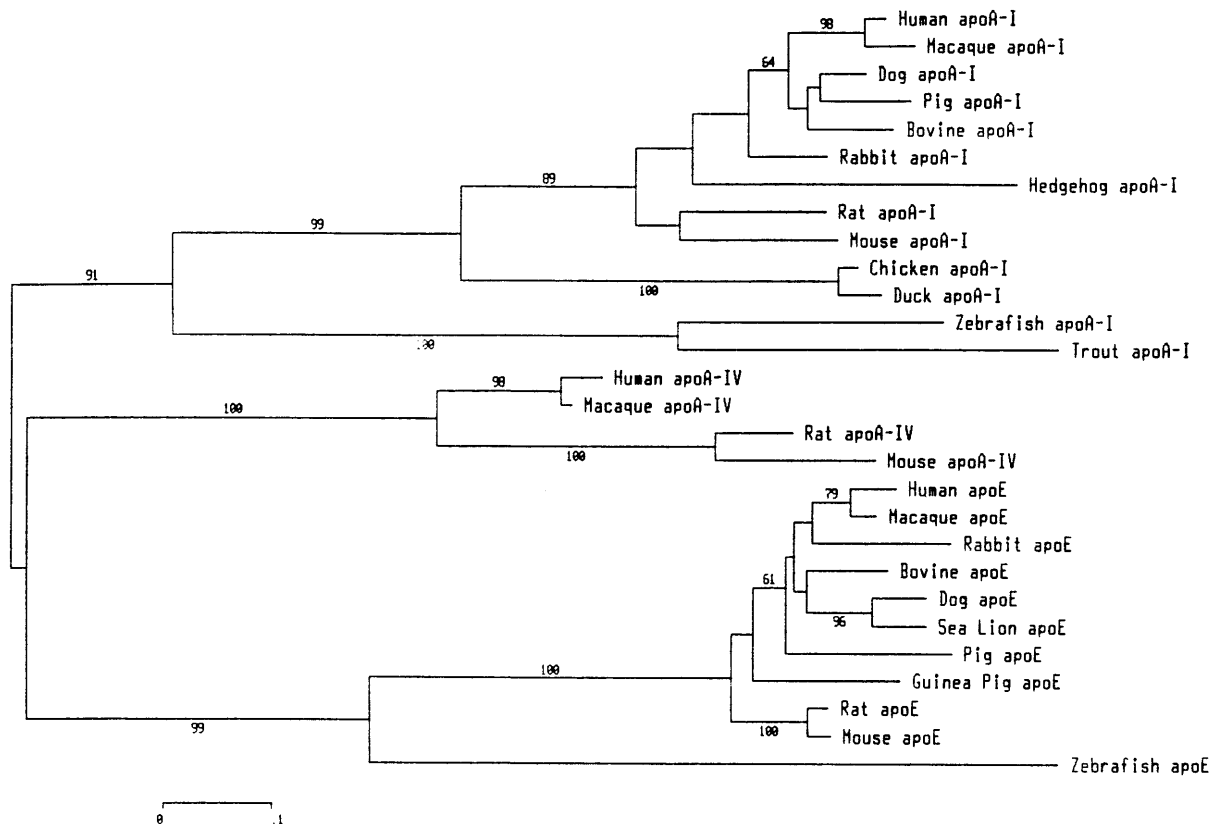 98
Human apoA-I
Macaque apoA-I
64
Dog apoA-I
Pig apoA-I
Bovine apoA-I
Rabbit apoA-I
89
Hedgehog apoA-I
Rat apoA-I
99
Mouse apoA-I
Chicken apoA-I
91
100
Duck apoA-I
Zebrafish apoA-I
100
Trout apoA-I
98
Human apoA-IV
100
Macaque apoA-IV
Rat apoA-IV
100
Mouse apoA-IV
79
Human apoE
Macaque apoE
Rabbit apoE
61
Bovine apoE
Dog apoE
96
Sea Lion apoE
Pig apoE
100
Guinea Pig apoE
Rat apoE
99
100
Mouse apoE
Zebrafish apoE
0 .1